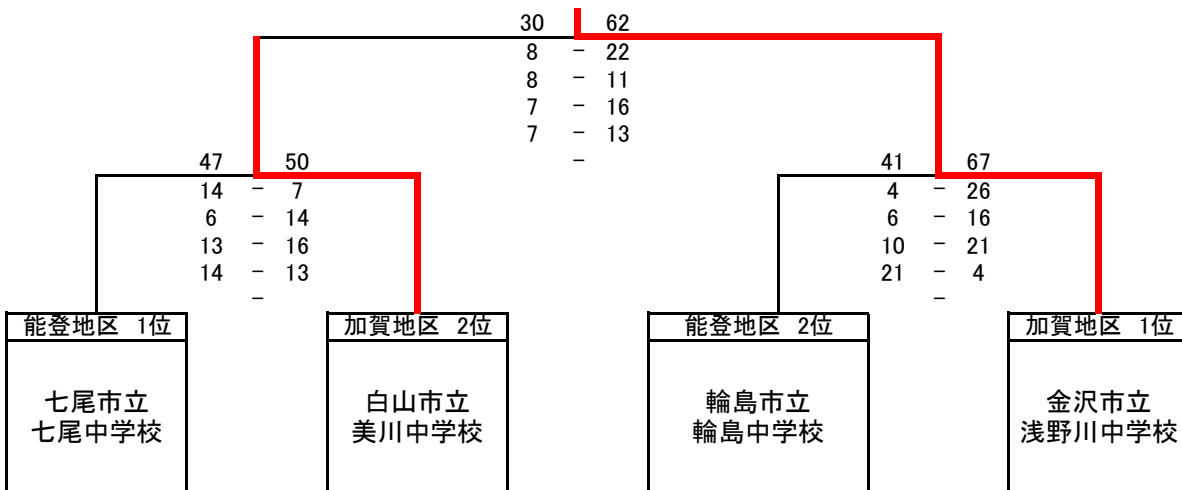 30 62
8 - 22
8 - 11
7 - 16
7 - 13
-
47 50
14 - 7
6 - 14
13 - 16
14 - 13
-
41 67
4 - 26
6 - 16
10 - 21
21 - 4
-
能登地区 1位
七尾市立
七尾中学校
加賀地区 2位
白山市立
美川中学校
能登地区 2位
輪島市立
輪島中学校
加賀地区 1位
金沢市立
浅野川中学校